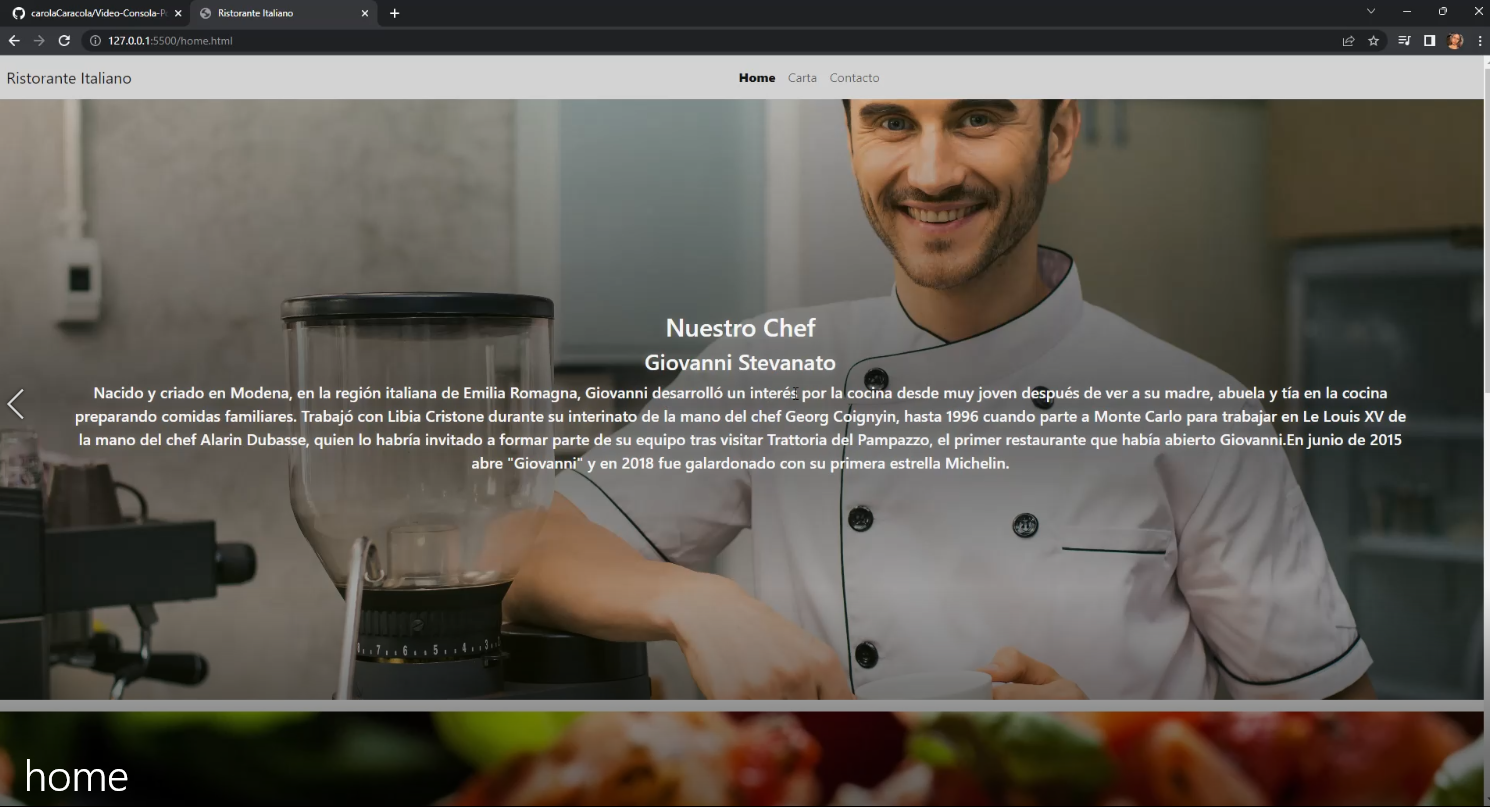 carolaCaracola/Video-Consola-P
Ristorante Italiano
127.0.0.1:5500/home.html
Ristorante Italiano
Home Carta Contacto
Nuestro Chef
Giovanni Stevanato
Nacido y criado en Modena, en la región italiana de Emilia Romagna, Giovanni desarrolló un interés por la cocina desde muy joven después de ver a su madre, abuela y tía en la cocina
preparando comidas familiares. Trabajó con Libia Cristone durante su interinato de la mano del chef Georg Coignyin, hasta 1996 cuando parte a Monte Carlo para trabajar en Le Louis XV de
la mano del chef Alarin Dubasse, quien lo habría invitado a formar parte de su equipo tras visitar Trattoria del Pampazzo, el primer restaurante que había abierto Giovanni.En junio de 2015
abre "Giovanni" y en 2018 fue galardonado con su primera estrella Michelin.
7 6 5 4 3
home